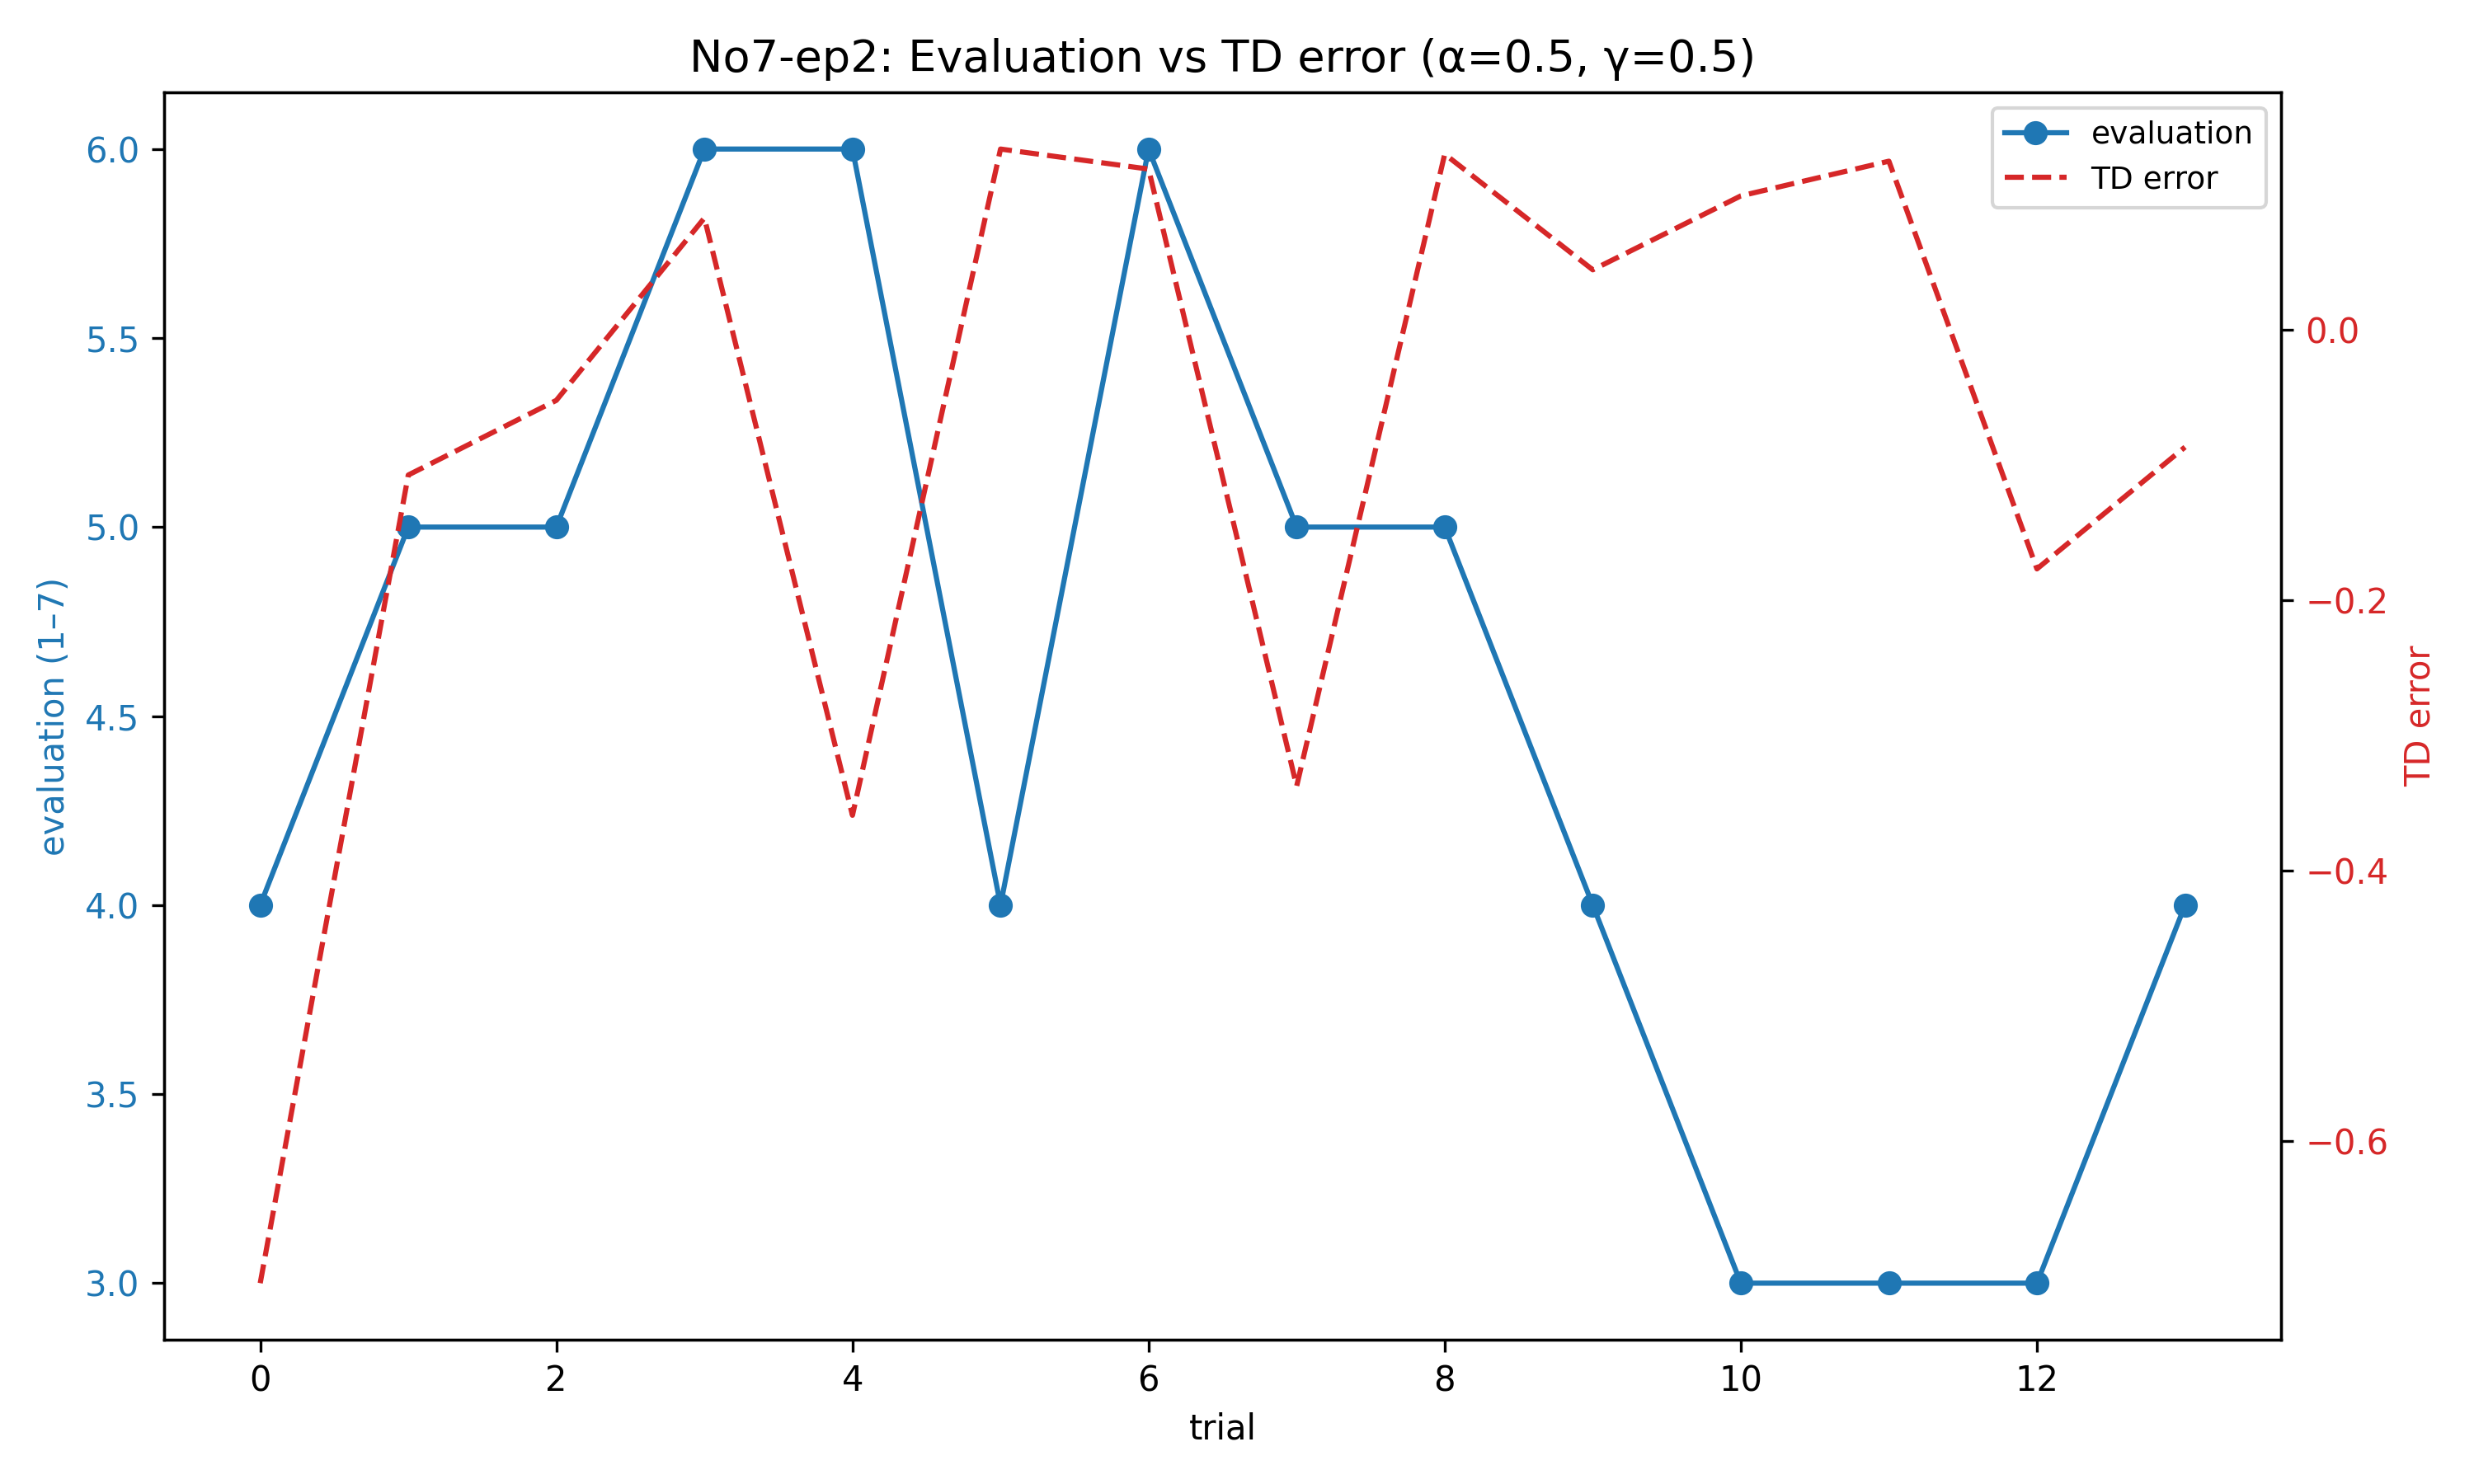 No7-ep2: Evaluation vs TD error (α=0.5, γ=0.5)
evaluation
TD error
6.0
5.5
5.0
4.5
4.0
3.5
3.0
evaluation (1–7)
0.0
−0.2
−0.4
−0.6
TD error
0 2 4 6 8 10 12
trial